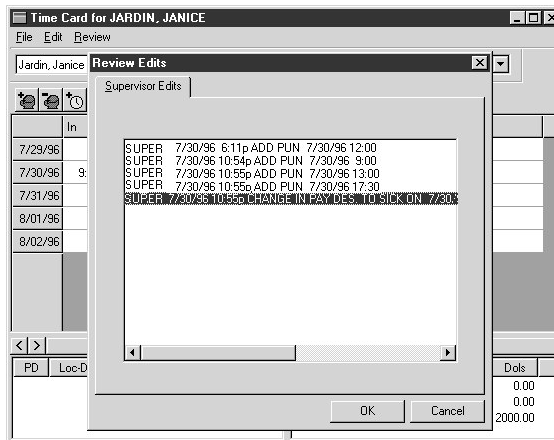 Time Card for JARDIN, JANICE
File Edit Review
Jardin, Janice
Review Edits
Supervisor Edits
In
7/29/96
7/30/96 9:
7/31/96
8/01/96
8/02/96
SUPER 7/30/96 6:11p ADD PUN 7/30/96 12:00
SUPER 7/30/96 10:54p ADD PUN 7/30/96 9:00
SUPER 7/30/96 10:55p ADD PUN 7/30/96 13:00
SUPER 7/30/96 10:55p ADD PUN 7/30/96 17:30
SUPER 7/30/96 10:55p CHANGE IN PAY DES. TO SICK ON 7/30.
PD Loc-D Dols
0.00
0.00
2000.00
OK Cancel